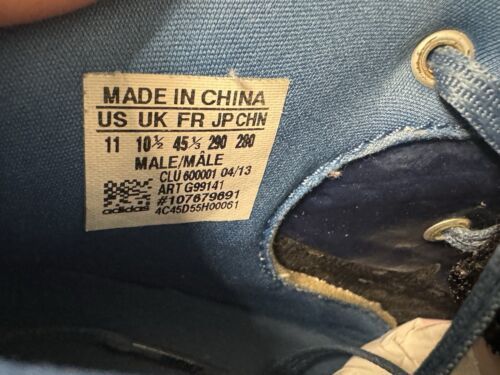 MADE IN CHINA
US UK FR JP CHN
11 10½ 45⅓ 290 280
MALE/MÂLE
CLU 600001 04/13
ART G99141
#107679691
adidas 4C45D55H00061